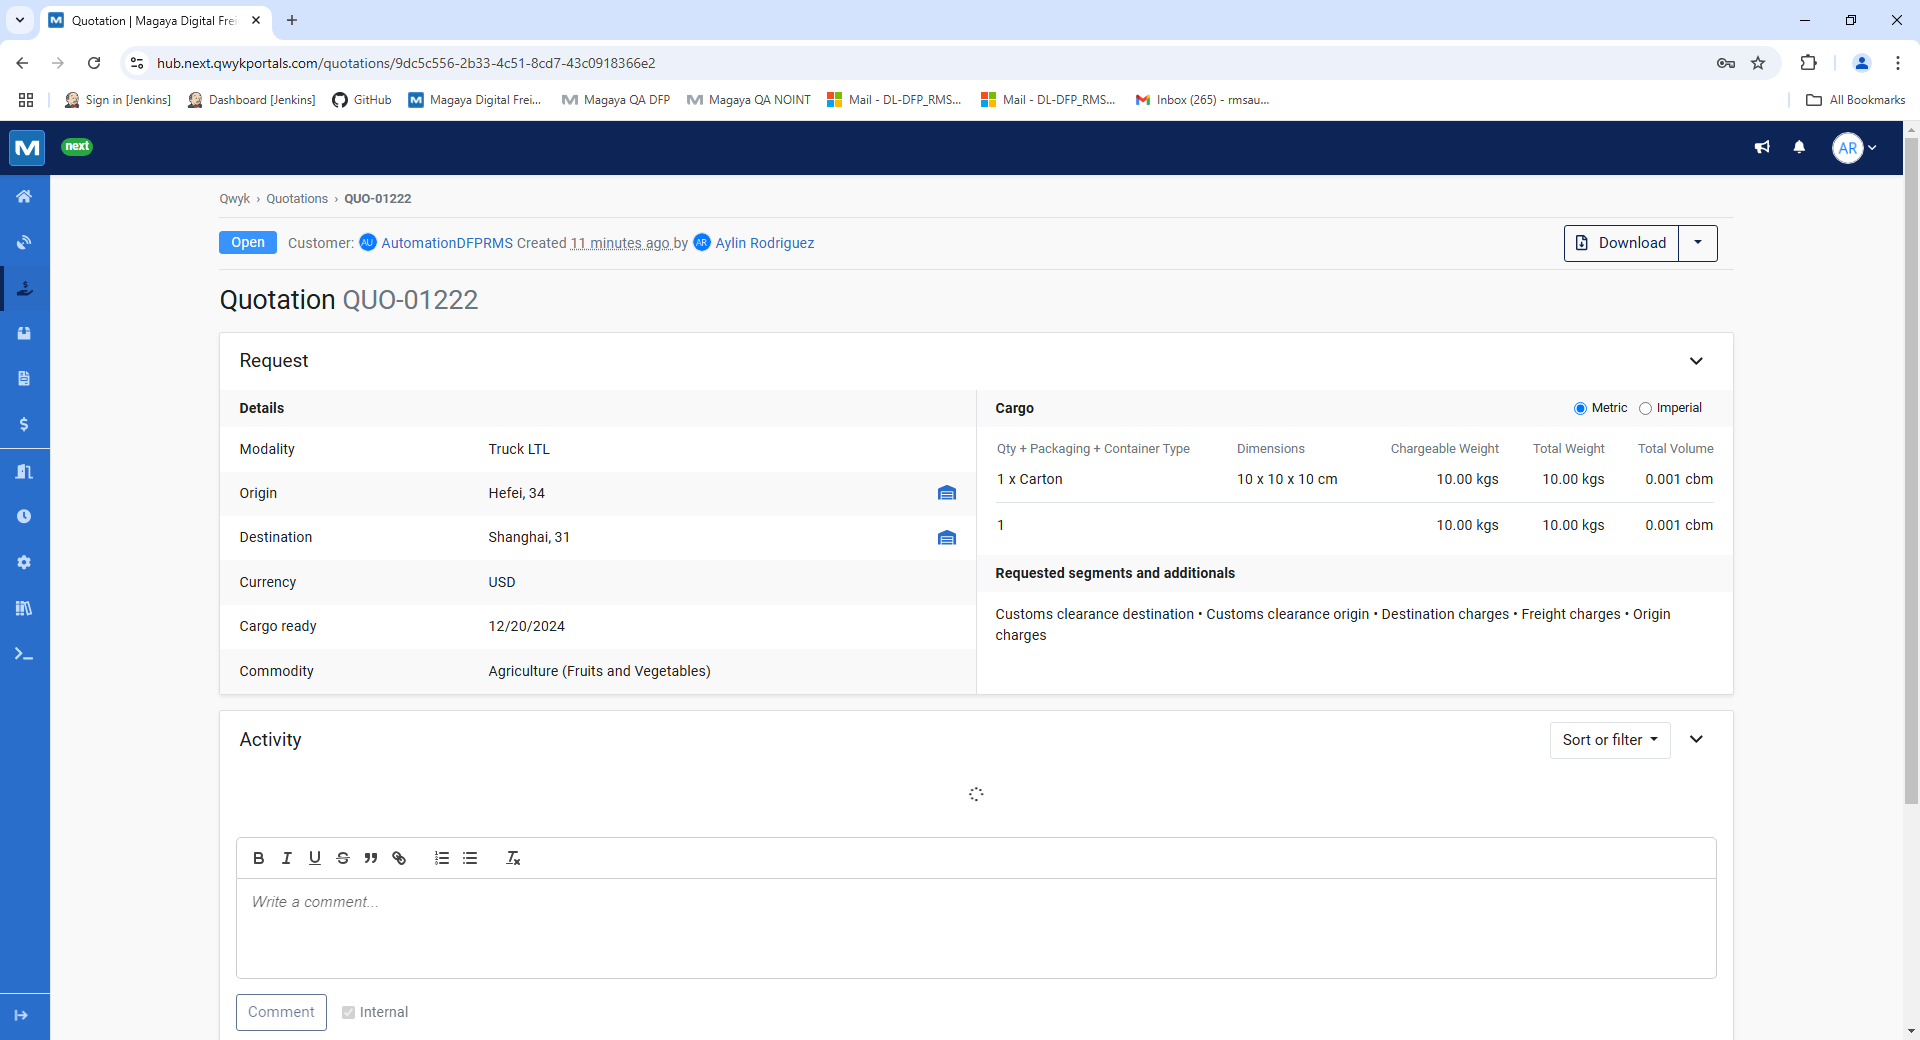 Quotation | Magaya Digital Frei
hub.next.qwykportals.com/quotations/9dc5c556-2b33-4c51-8cd7-43c0918366e2
Sign in [Jenkins]
Dashboard [Jenkins]
GitHub
Magaya Digital Frei...
Magaya QA DFP
Magaya QA NOINT
Mail - DL-DFP_RMS...
Mail - DL-DFP_RMS...
Inbox (265) - rmsau...
All Bookmarks
next
AR
Qwyk › Quotations › QUO-01222
Open
Customer: AU AutomationDFPRMS Created 11 minutes ago by AR Aylin Rodriguez
Download
Quotation QUO-01222
Request
Details
Modality Truck LTL
Origin Hefei, 34
Destination Shanghai, 31
Currency USD
Cargo ready 12/20/2024
Commodity Agriculture (Fruits and Vegetables)
Cargo
Metric Imperial
Qty + Packaging + Container Type Dimensions Chargeable Weight Total Weight Total Volume
1 x Carton 10 x 10 x 10 cm 10.00 kgs 10.00 kgs 0.001 cbm
1 10.00 kgs 10.00 kgs 0.001 cbm
Requested segments and additionals
Customs clearance destination • Customs clearance origin • Destination charges • Freight charges • Origin
charges
Activity
Sort or filter
Write a comment...
Comment
Internal